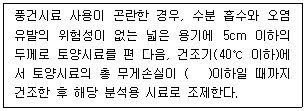 풍건시료 사용이 곤란한 경우, 수분 흡수와 오염
유발의 위험성이 없는 넓은 용기에 5cm 이하의
두께로 토양시료를 편 다음, 건조기(40℃ 이하)에
서 토양시료의 총 무게손실이 (   )이하일 때까지
건조한 후 해당 분석용 시료로 조제한다.